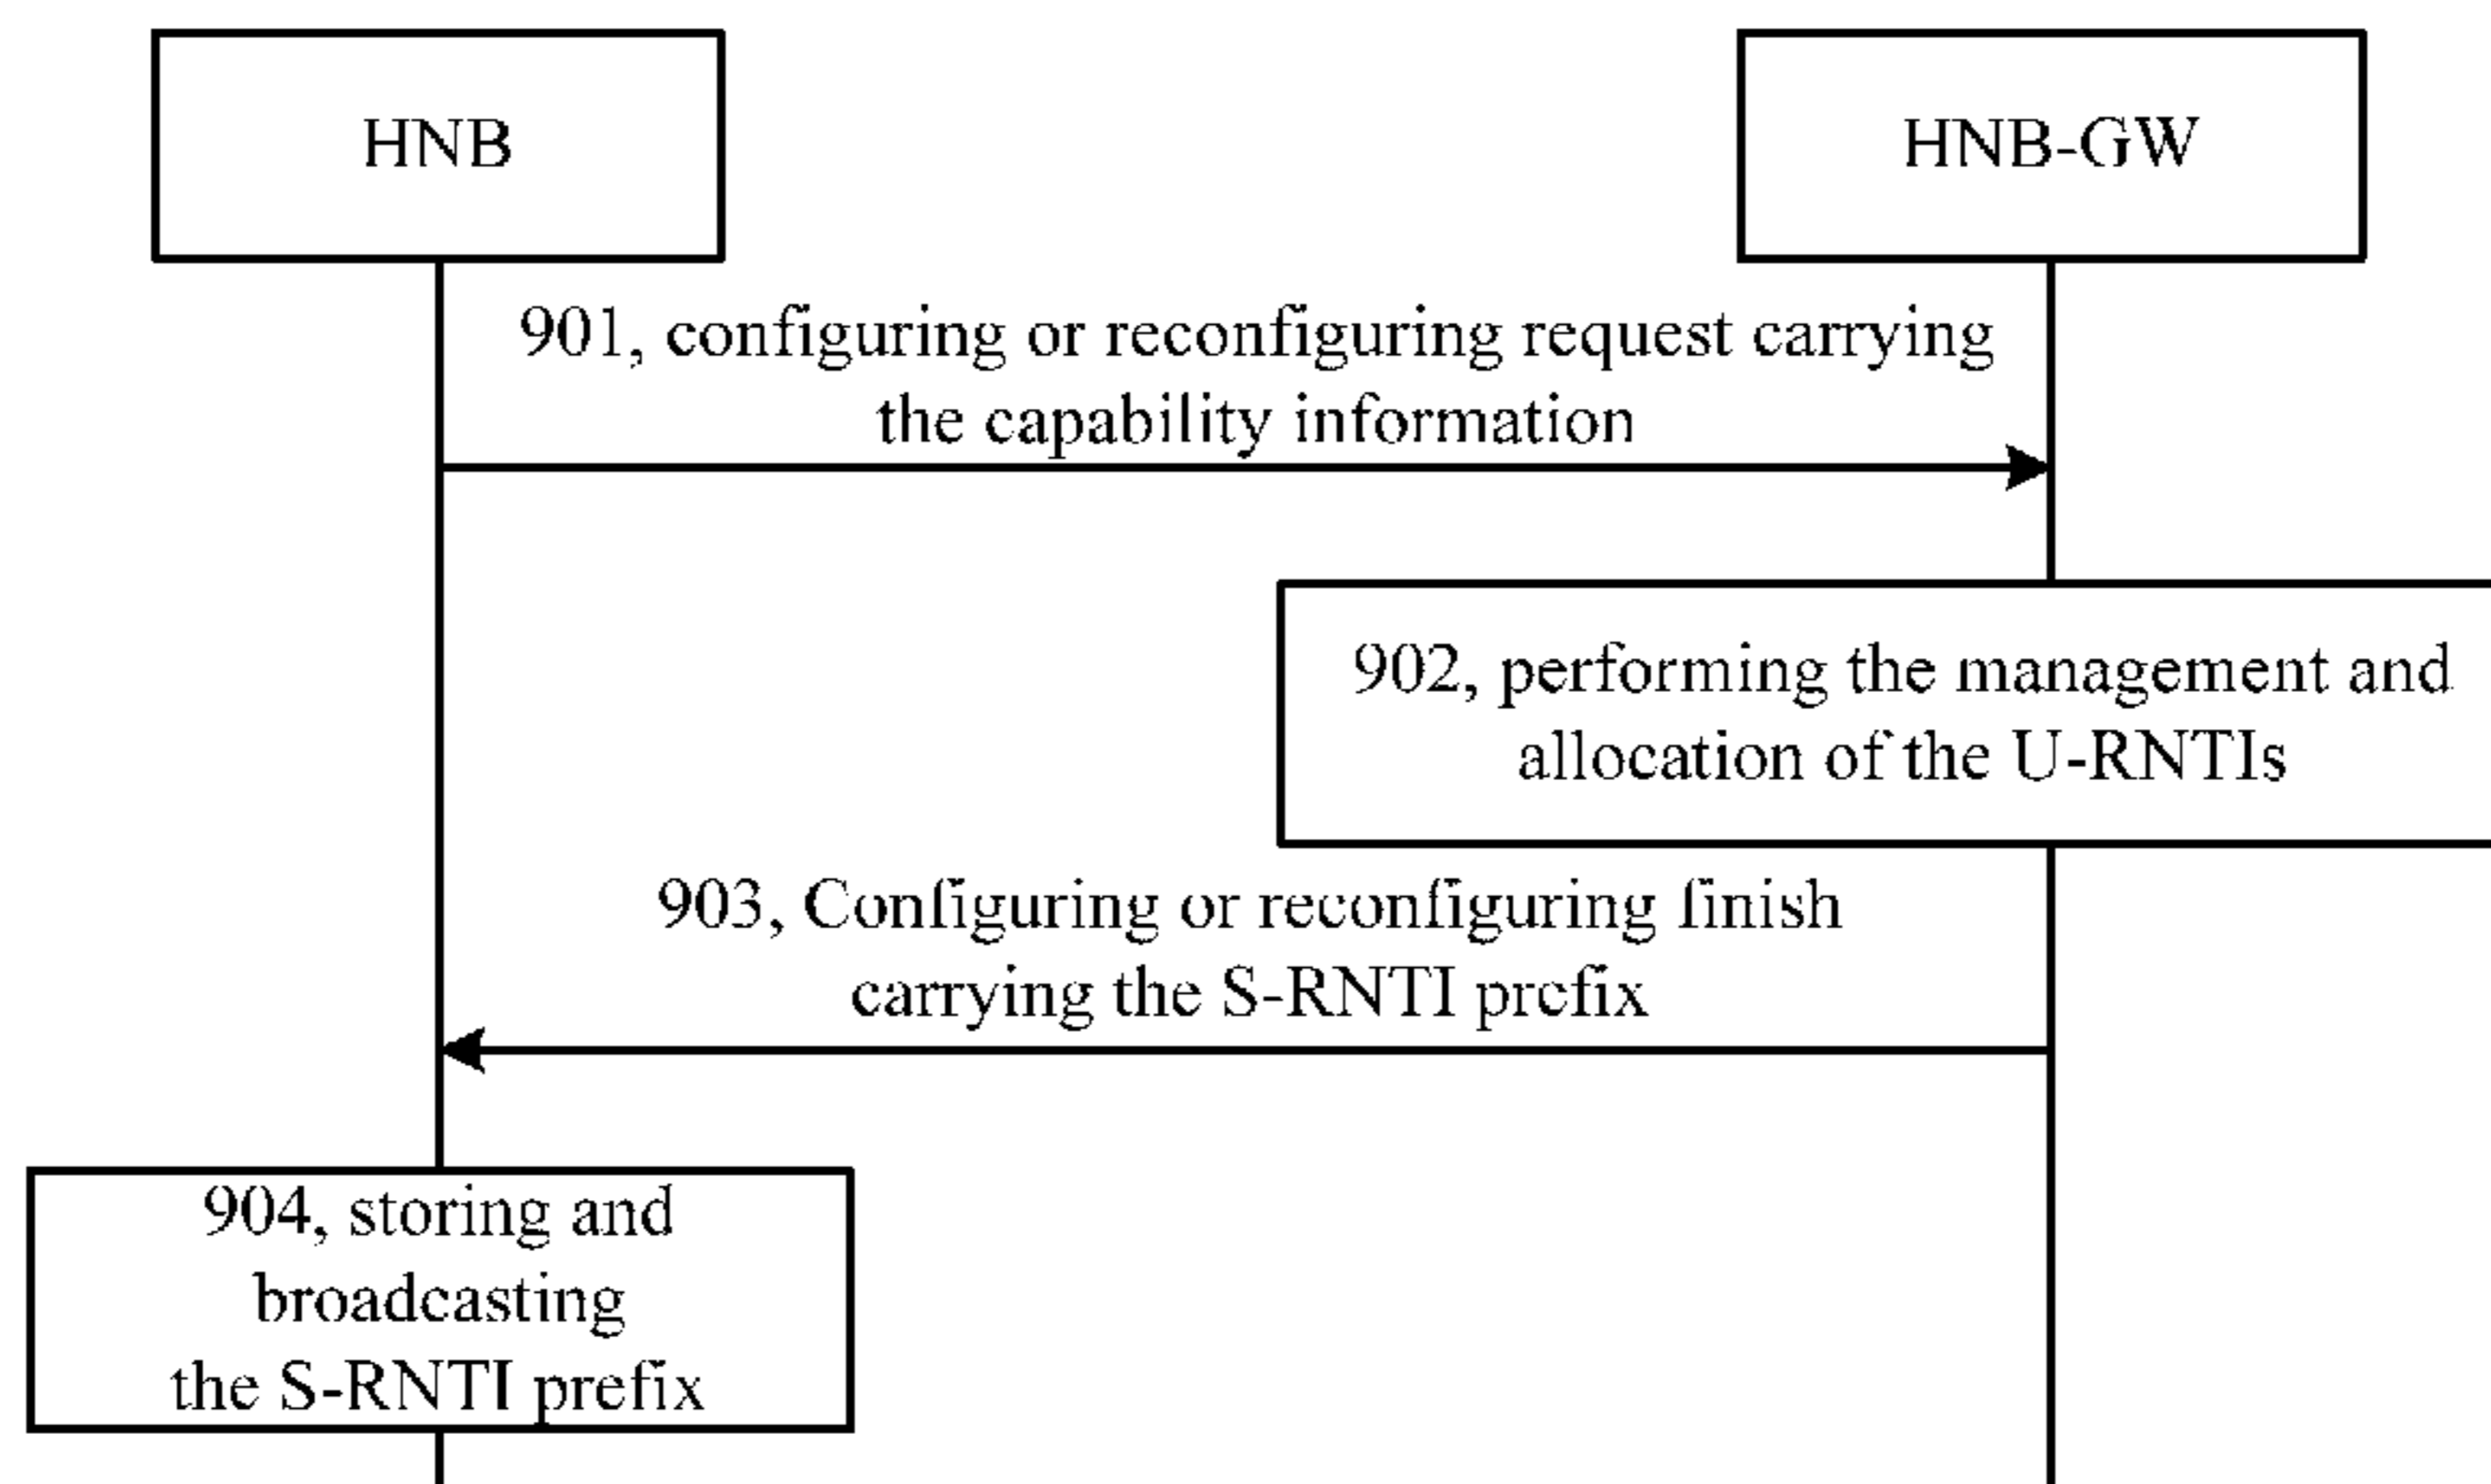 HNB
HNB-GW
901, configuring or reconfiguring request carrying
the capability information
902, performing the management and
allocation of the U-RNTIs
903, Configuring or reconfiguring finish
carrying the S-RNTI prefix
904, storing and
broadcasting
the S-RNTI prefix